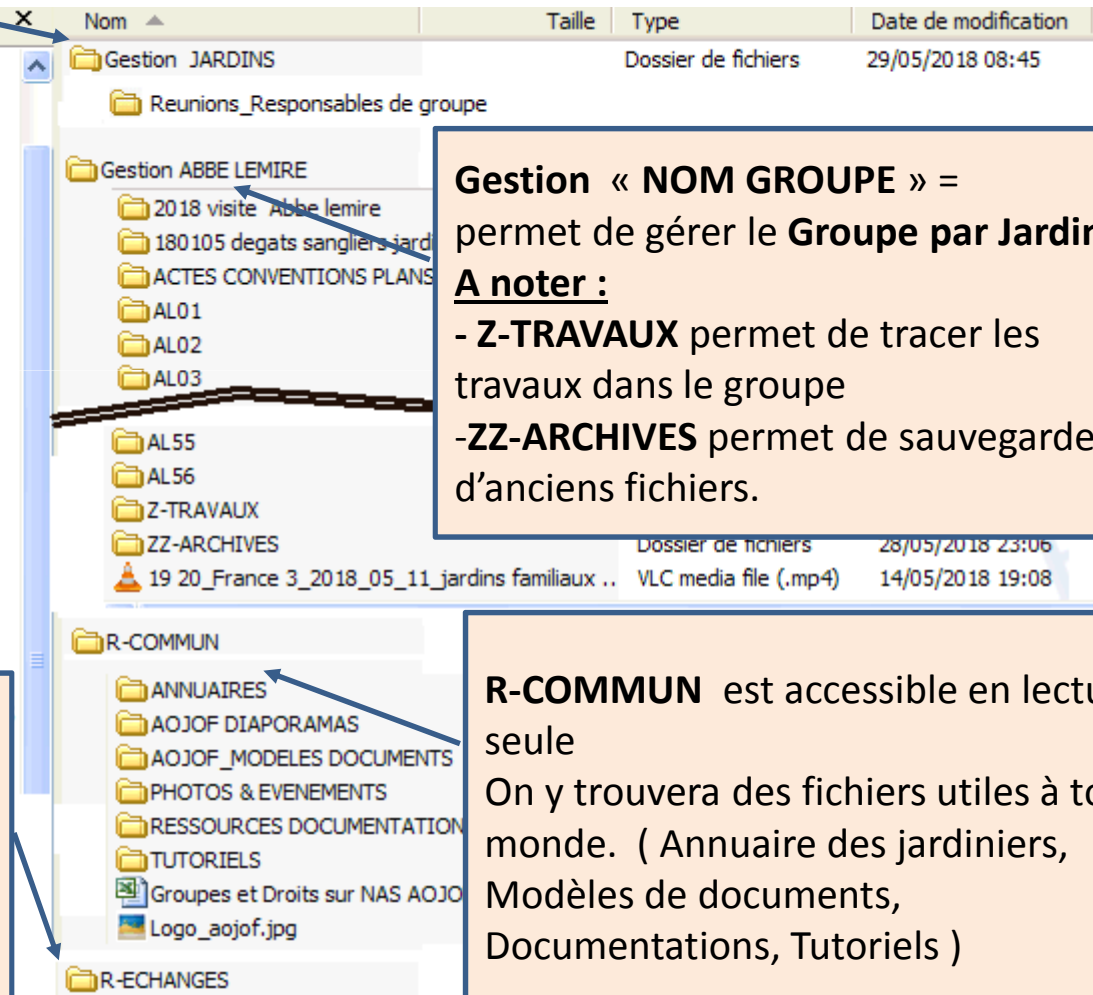 Nom Taille Type Date de modification
Gestion JARDINS Dossier de fichiers 29/05/2018 08:45
Reunions_Responsables de groupe
Gestion ABBE LEMIRE
2018 visite Abbe lemire
180105 degats sangliers jardi
ACTES CONVENTIONS PLANS
AL01
AL02
AL03
AL55
AL56
Z-TRAVAUX
ZZ-ARCHIVES Dossier de fichiers 28/05/2018 23:06
19 20_France 3_2018_05_11_jardins familiaux .. VLC media file (.mp4) 14/05/2018 19:08
Gestion « NOM GROUPE » =
permet de gérer le Groupe par Jardin
A noter :
- Z-TRAVAUX permet de tracer les
travaux dans le groupe
-ZZ-ARCHIVES permet de sauvegarde
d’anciens fichiers.
R-COMMUN
ANNUAIRES
AOJOF DIAPORAMAS
AOJOF_MODELES DOCUMENTS
PHOTOS & EVENEMENTS
RESSOURCES DOCUMENTATION
TUTORIELS
Groupes et Droits sur NAS AOJO
Logo_aojof.jpg
R-ECHANGES
R-COMMUN est accessible en lectu
seule
On y trouvera des fichiers utiles à to
monde. ( Annuaire des jardiniers,
Modèles de documents,
Documentations, Tutoriels )